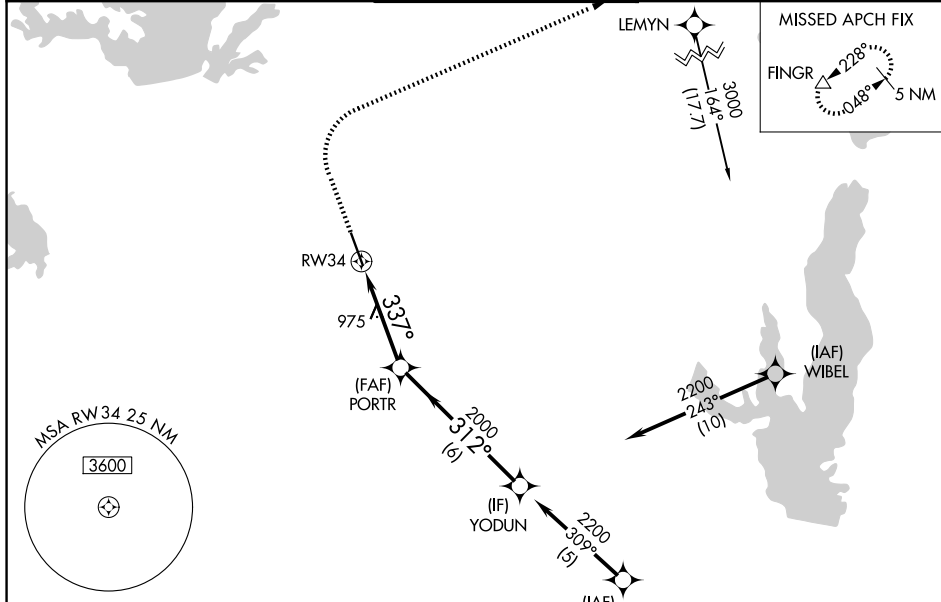 LEMYN
3000
164°
(17.7)
MISSED APCH FIX
FINGR
228°
048°
5 NM
RW34
975
337°
(FAF)
PORTR
2000
312°
(6)
(IAF)
WIBEL
2200
243°
(10)
MSA RW34 25 NM
3600
(IF)
YODUN
2200
309°
(5)
(IAF)